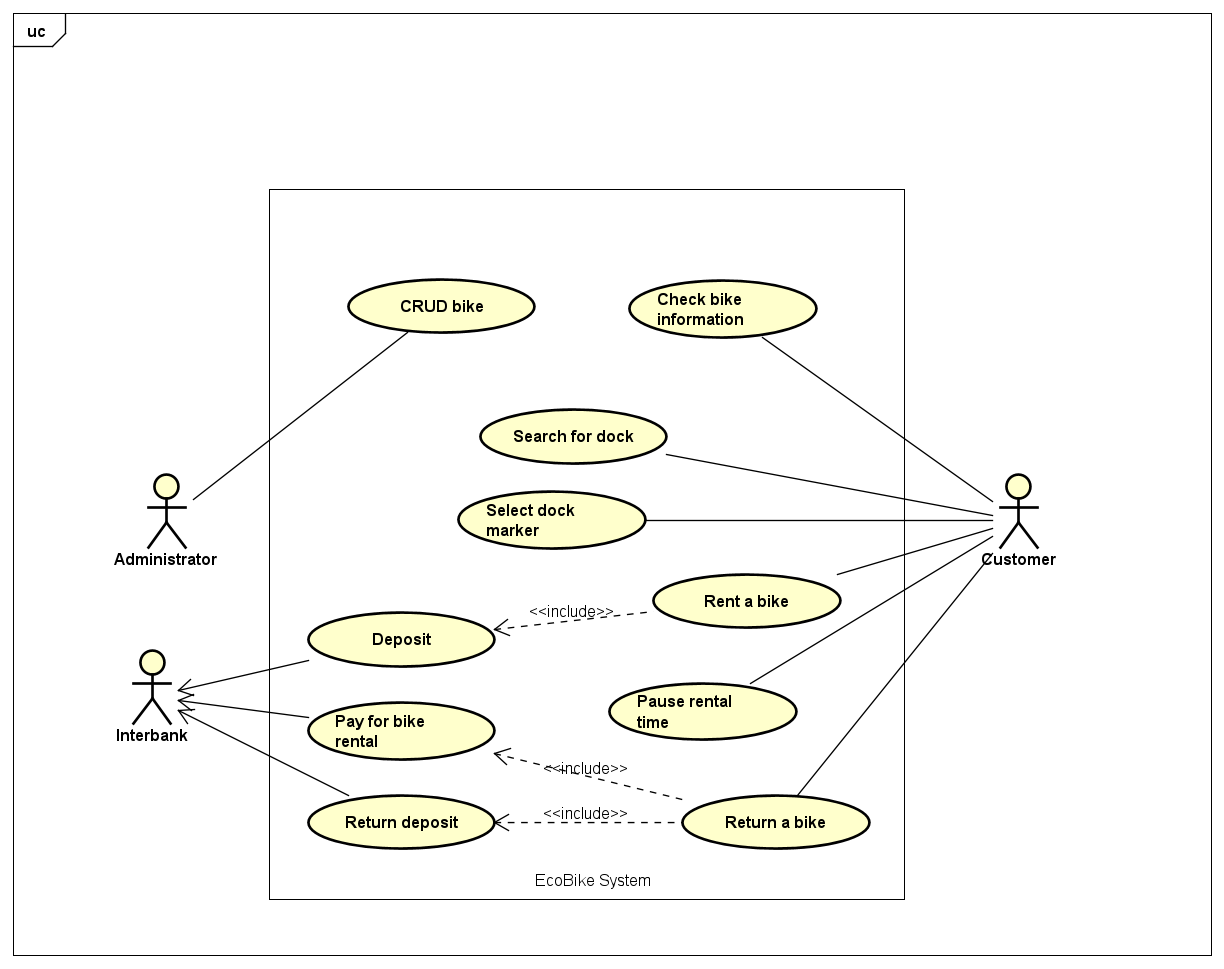 uc
CRUD bike
Check bike
information
Search for dock
Select dock
marker
Administrator
Customer
Rent a bike
<<include>>
Deposit
Pause rental
time
Interbank
Pay for bike
rental
<<include>>
<<include>>
Return deposit
Return a bike
EcoBike System